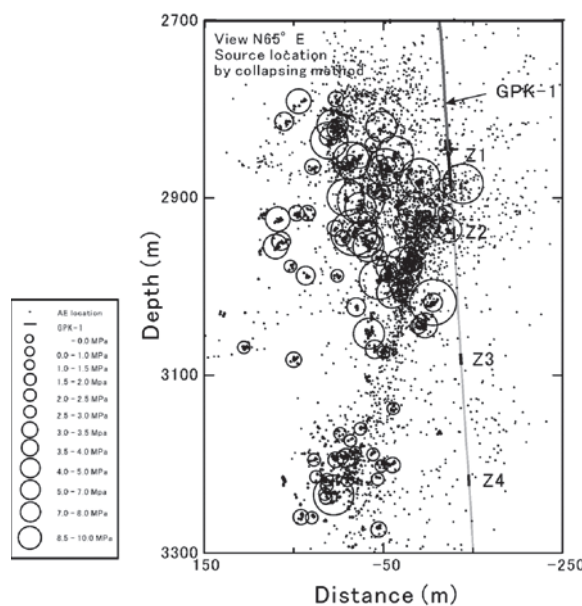 2700
View N65° E
Source location
by collapsing method
GPK-1
Z1
2900
Z2
Depth (m)
3100
Z3
Z4
3300
150
-50
-250
Distance (m)
AE location
GPK-1
-0.0 MPa
0.0-1.0 MPa
1.0-1.5 MPa
1.5-2.0 MPa
2.0-2.5 MPa
2.5-3.0 MPa
3.0-3.5 Mpa
3.5-4.0 MPa
4.0-5.0 MPa
5.0-7.0 Mpa
7.0-8.0 MPa
8.5-10.0 MPa